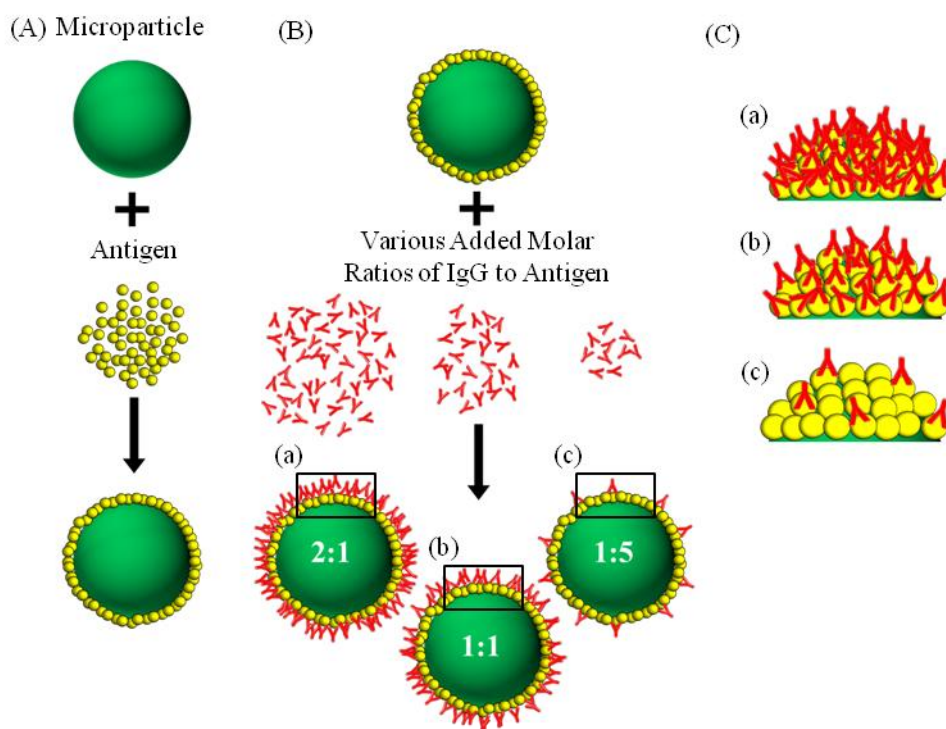 (A) Microparticle
Antigen
(B)
Various Added Molar
Ratios of IgG to Antigen
(a)
2:1
(b)
1:1
(c)
1:5
(C)
(a)
(b)
(c)